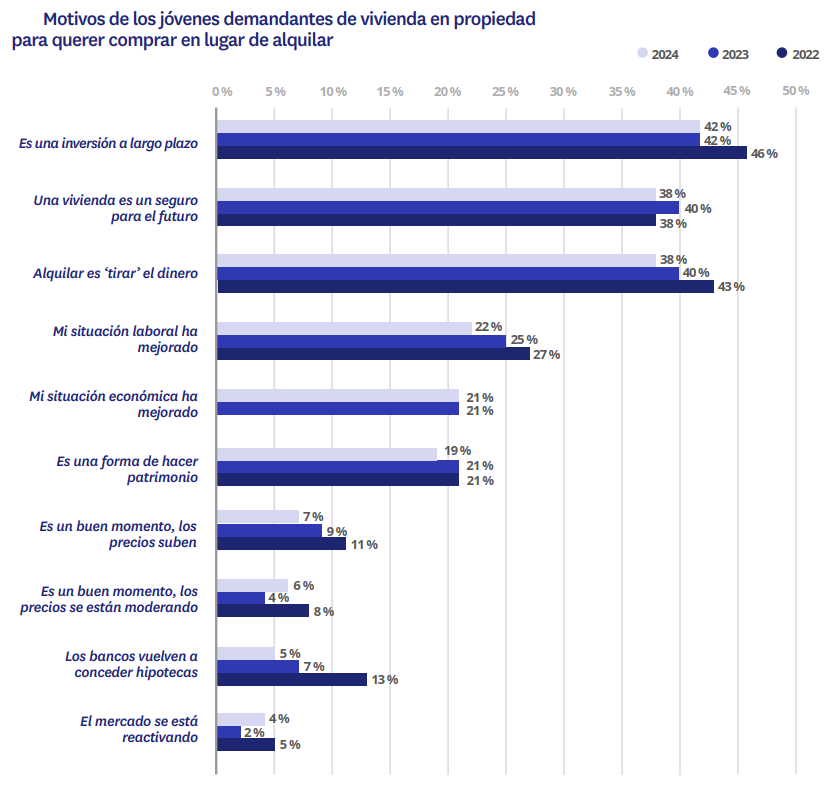 Motivos de los jóvenes demandantes de vivienda en propiedad
para querer comprar en lugar de alquilar
2024 2023 2022
0 % 5 % 10 % 15 % 20 % 25 % 30 % 35 % 40 % 45 % 50 %
Es una inversión a largo plazo
42 %
42 %
46 %
Una vivienda es un seguro
para el futuro
38 %
40 %
38 %
Alquilar es ‘tirar’ el dinero
38 %
40 %
43 %
Mi situación laboral ha
mejorado
22 %
25 %
27 %
Mi situación económica ha
mejorado
21 %
21 %
Es una forma de hacer
patrimonio
19 %
21 %
21 %
Es un buen momento, los
precios suben
7 %
9 %
11 %
Es un buen momento, los
precios se están moderando
6 %
4 %
8 %
Los bancos vuelven a
conceder hipotecas
5 %
7 %
13 %
El mercado se está
reactivando
4 %
2 %
5 %